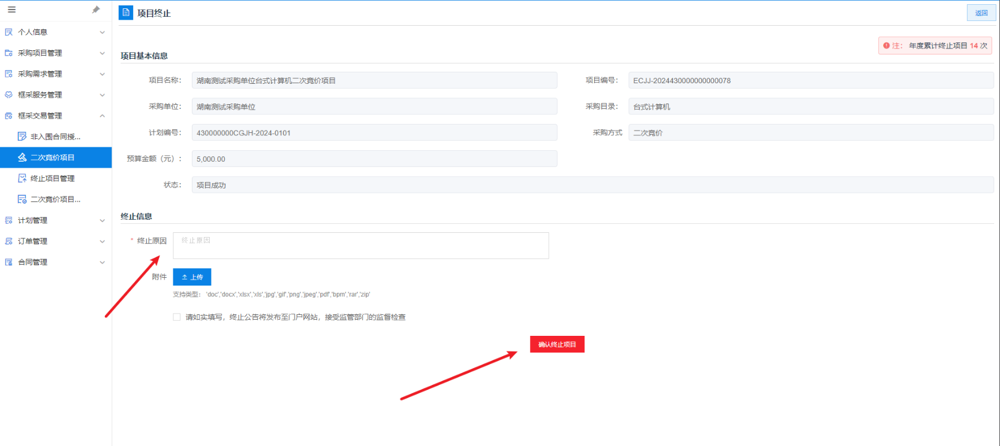 项目终止
返回
个人信息
采购项目管理
采购需求管理
框采服务管理
框采交易管理
非入围合同授...
二次竞价项目
终止项目管理
二次竞价项目...
计划管理
订单管理
合同管理
注： 年度累计终止项目 14 次
项目基本信息
项目名称： 湖南测试采购单位台式计算机二次竞价项目
项目编号： ECJJ-2024430000000000078
采购单位： 湖南测试采购单位
采购目录： 台式计算机
计划编号： 430000000CGJH-2024-0101
采购方式 二次竞价
预算金额（元）： 5,000.00
状态： 项目成功
终止信息
* 终止原因 终止原因
附件 上传
支持类型： 'doc','docx','xlsx','xls','jpg','gif','png','jpeg','pdf','bpm','rar','zip'
请如实填写，终止公告将发布至门户网站，接受监管部门的监督检查
确认终止项目